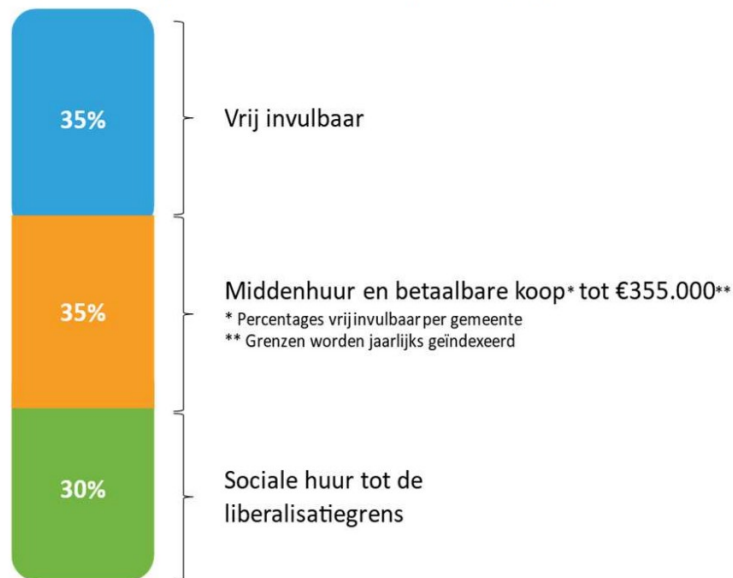 35%
Vrij invulbaar
35%
Middenhuur en betaalbare koop* tot €355.000**
* Percentages vrij invulbaar per gemeente
** Grenzen worden jaarlijks geïndexeerd
30%
Sociale huur tot de
liberalisatiegrens